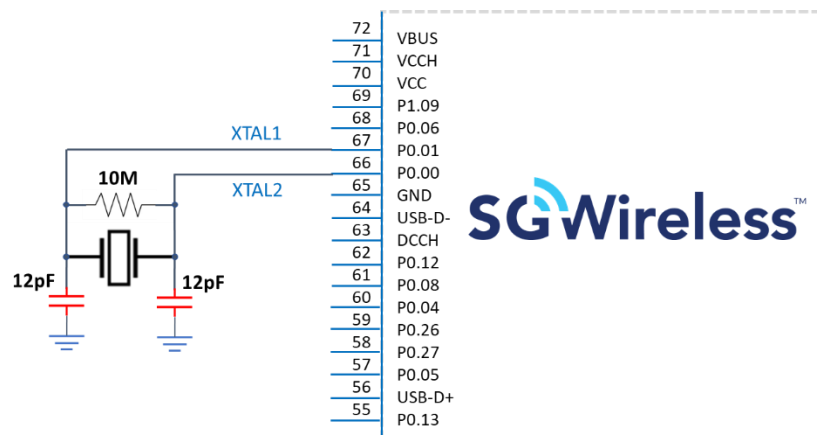 72 VBUS
71 VCCH
70 VCC
69 P1.09
68 P0.06
XTAL1 67 P0.01
10M XTAL2 66 P0.00
65 GND
64 USB-D-
63 DCCH
62 P0.12
12pF 12pF 61 P0.08
60 P0.04
59 P0.26
58 P0.27
57 P0.05
56 USB-D+
55 P0.13
SGWireless™